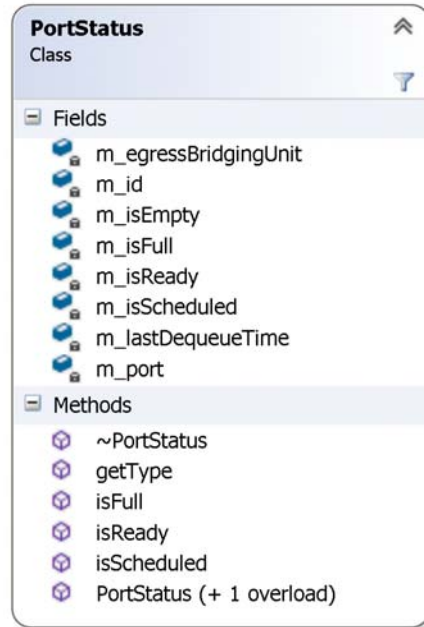 PortStatus
Class
Fields
m_egressBridgingUnit
m_id
m_isEmpty
m_isFull
m_isReady
m_isScheduled
m_lastDequeueTime
m_port
Methods
~PortStatus
getType
isFull
isReady
isScheduled
PortStatus (+ 1 overload)